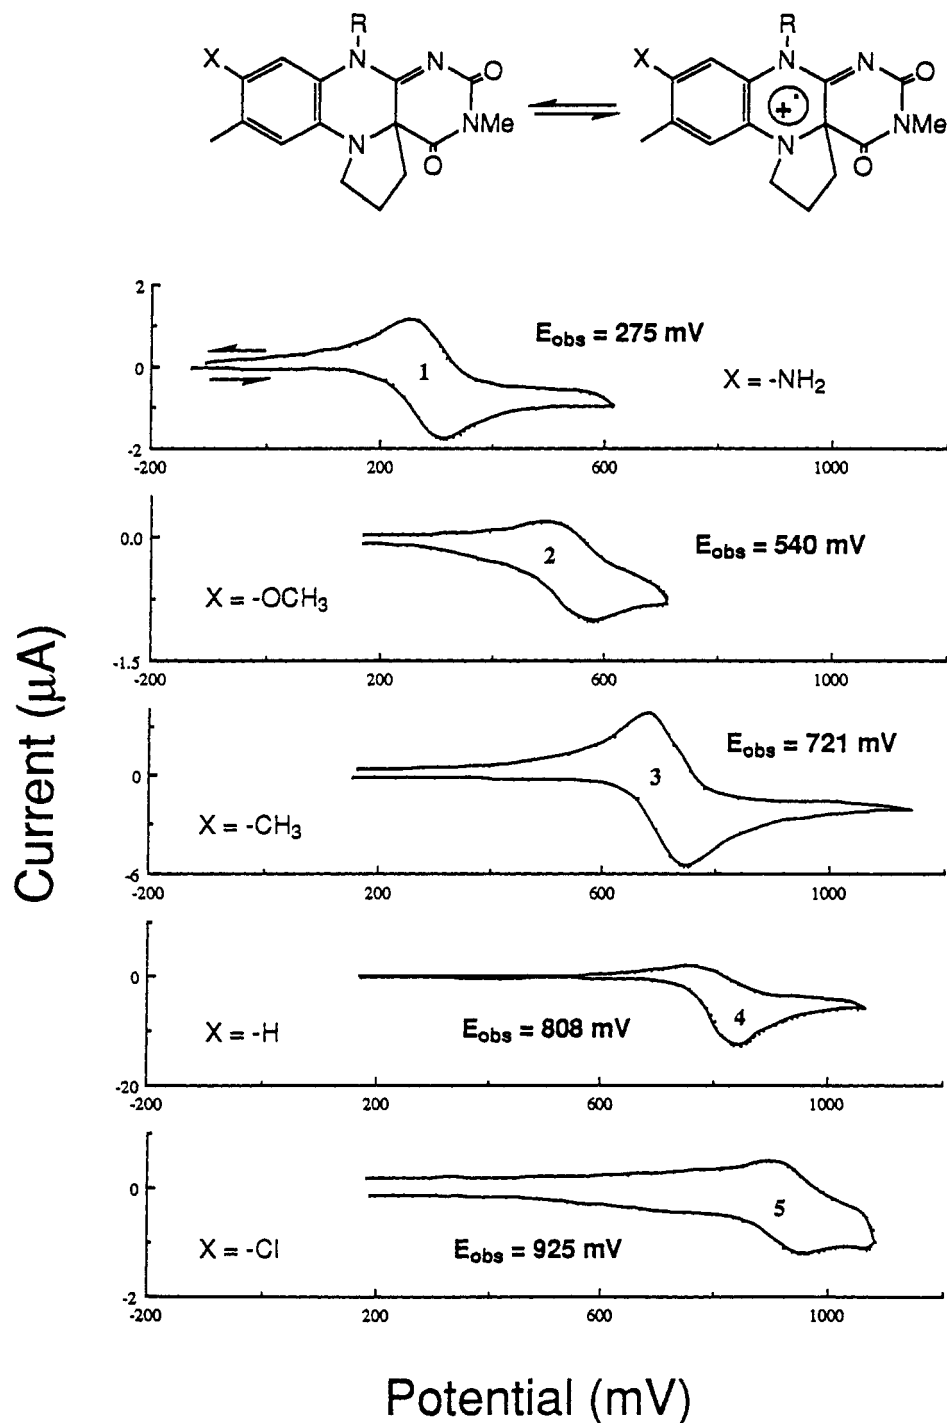 R
R
X
N
N
O
X
N
N
O
NMe
+·
NMe
N
O
N
O
2
E_obs = 275 mV
0
1
X = -NH₂
-2
-200
200
600
1000
0.0
2
E_obs = 540 mV
X = -OCH₃
-1.5
-200
200
600
1000
E_obs = 721 mV
0
3
X = -CH₃
-6
-200
200
600
1000
0
4
X = -H
E_obs = 808 mV
-20
-200
200
600
1000
0
5
X = -Cl
E_obs = 925 mV
-2
-200
200
600
1000
Current (μA)
Potential (mV)